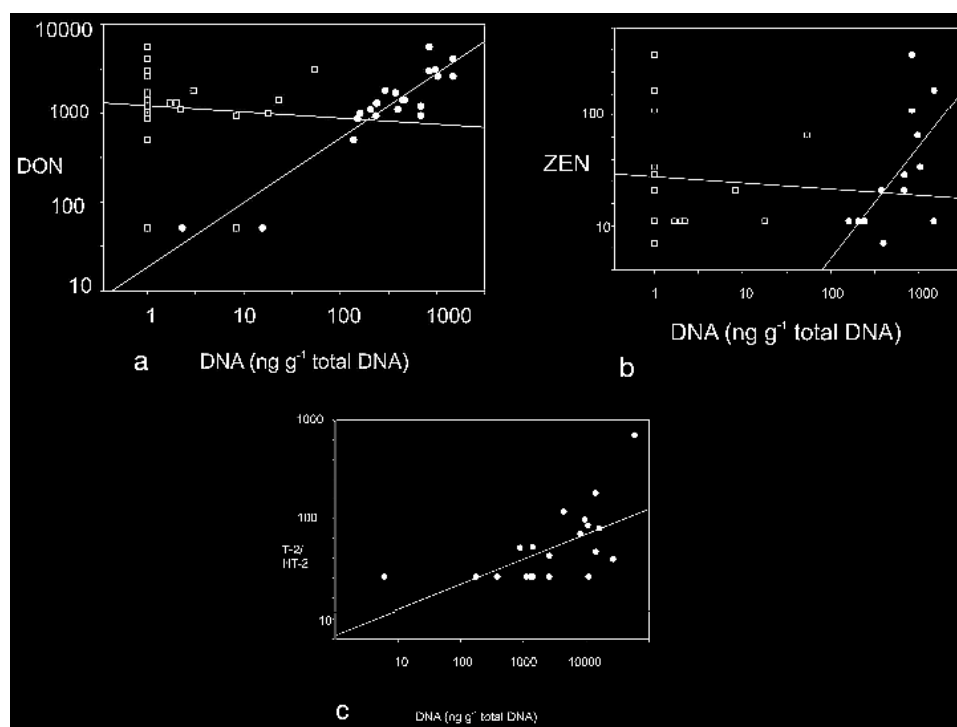 10000
1000
DON
100
10
1 10 100 1000
a DNA (ng g-1 total DNA)
100
ZEN
10
1 10 100 1000
DNA (ng g-1 total DNA)
b
1000
100
T-2/
HT-2
10
10 100 1000 10000
c DNA (ng g-1 total DNA)